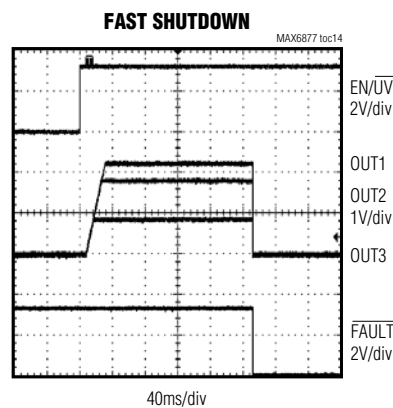 FAST SHUTDOWN
MAX6877 toc14
T
EN/UV
2V/div
OUT1
OUT2
1V/div
OUT3
FAULT
2V/div
40ms/div